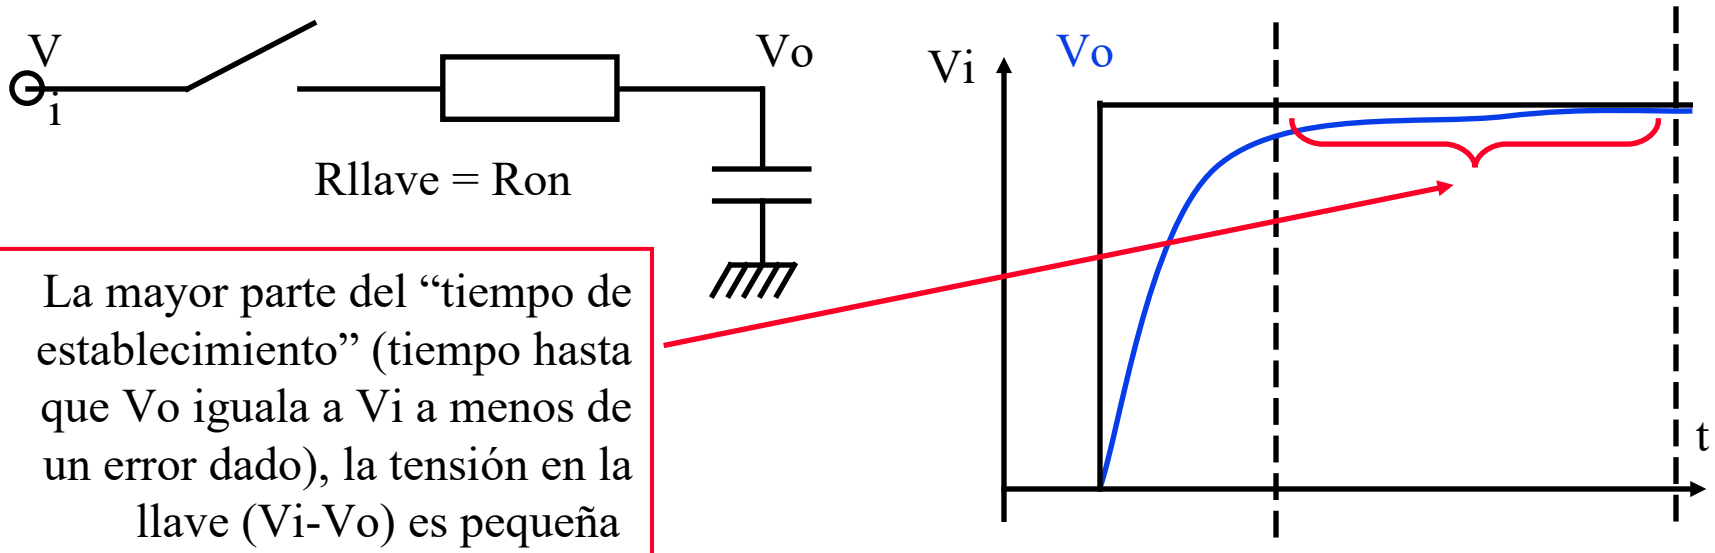 V
i
Vo
Rllave = Ron
La mayor parte del “tiempo de
establecimiento” (tiempo hasta
que Vo iguala a Vi a menos de
un error dado), la tensión en la
llave (Vi-Vo) es pequeña
Vi
Vo
t